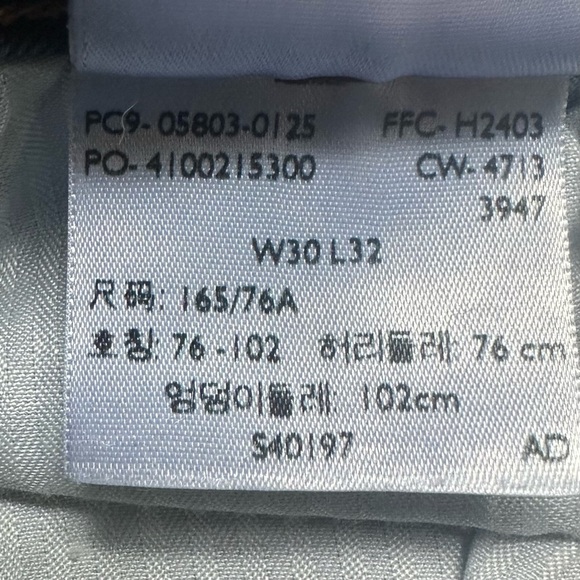 PC9- 05803-0125 FFC- H2403
PO- 4100215300 CW- 4713
3947
W30 L32
尺码: 165/76A
호칭: 76 -102 허리둘레: 76 cm
엉덩이둘레: 102cm
S40197 AD